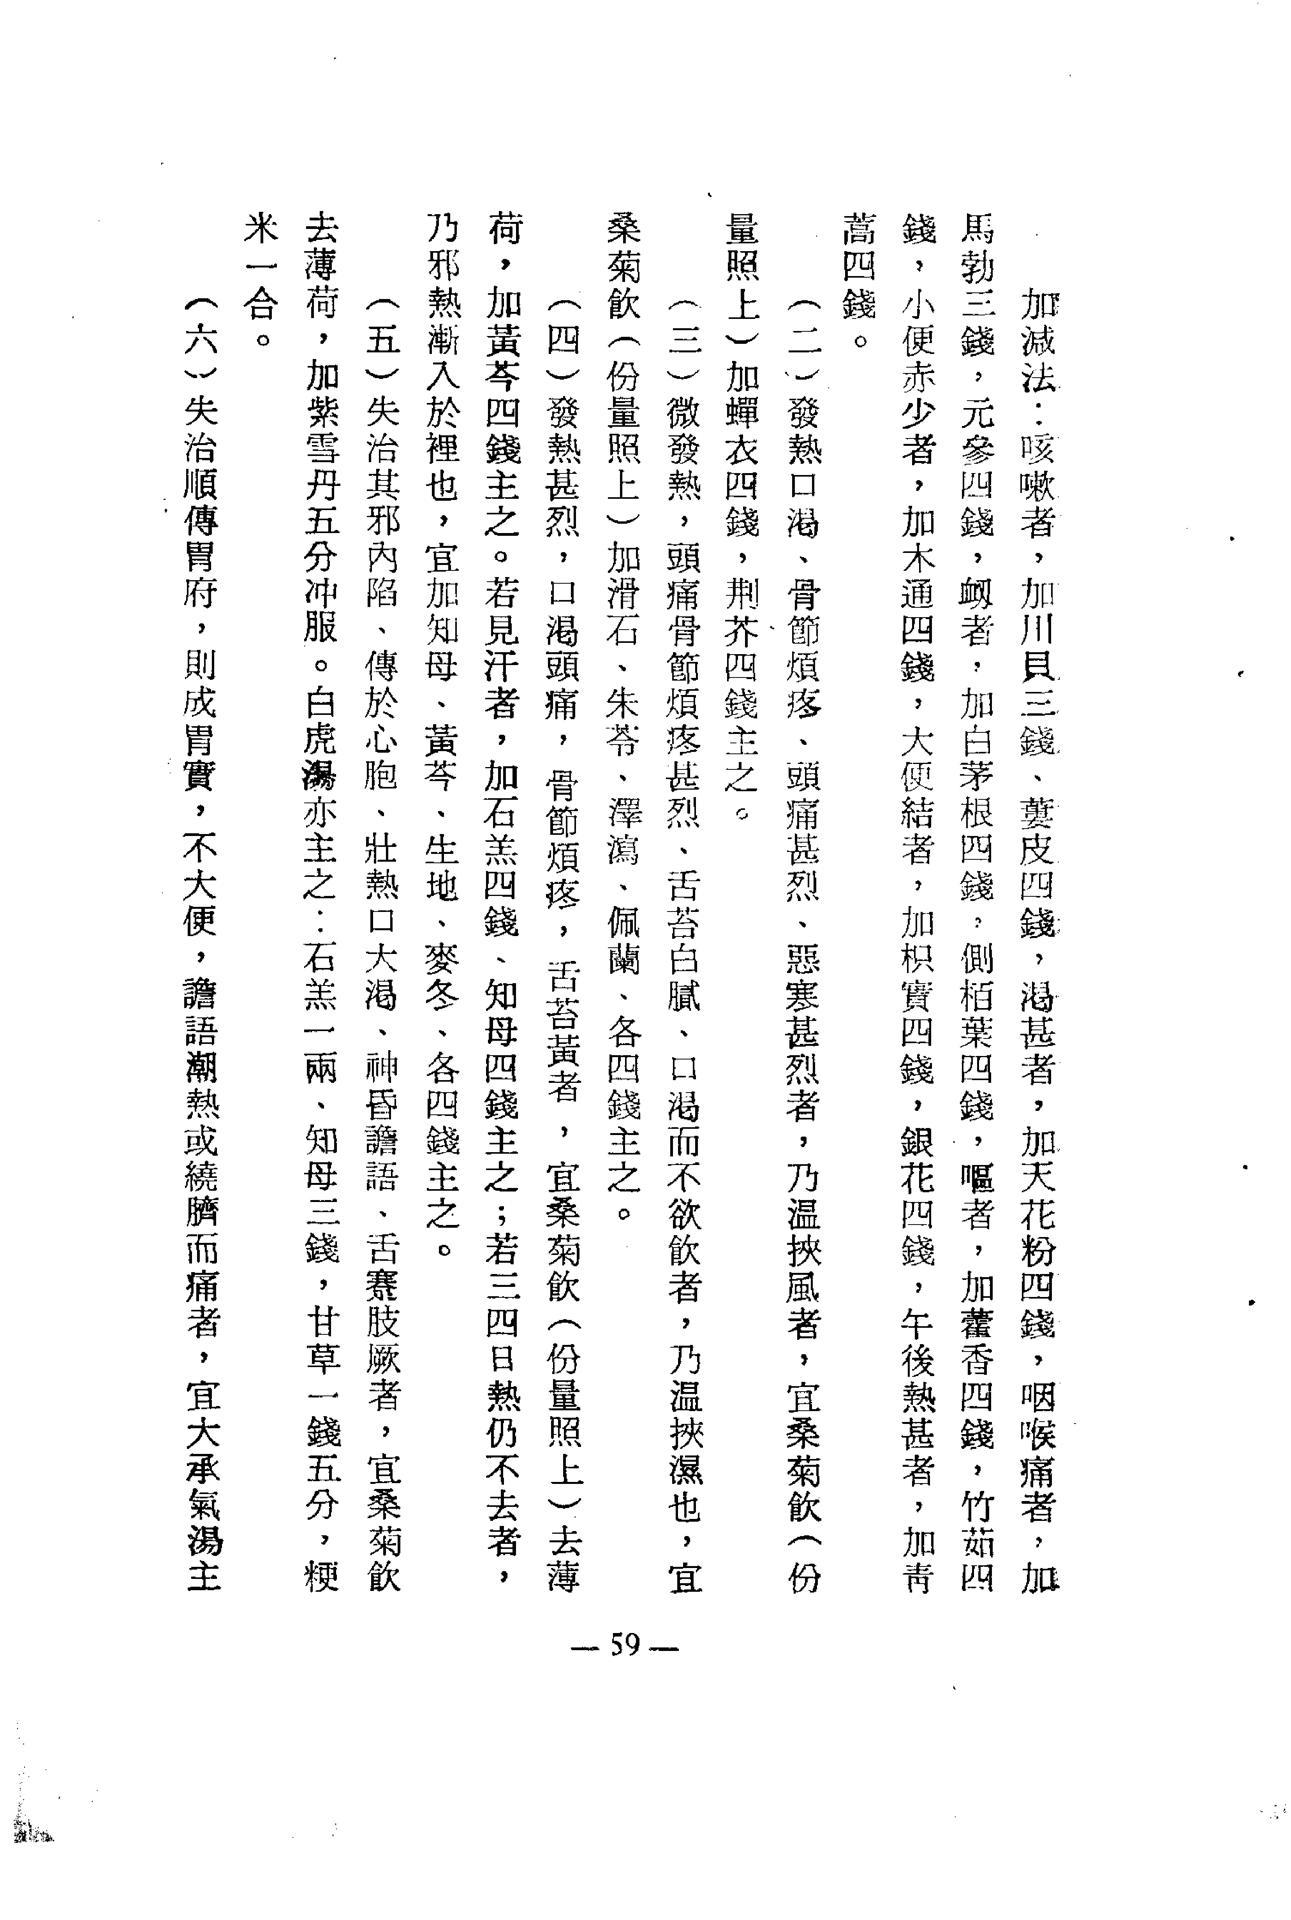 加減法：咳嗽者，加川貝三錢、蔞皮四錢，渴甚者，加天花粉四錢，咽喉痛者，加
馬勃三錢，元參四錢，衂者，加白茅根四錢，側栢葉四錢，嘔者，加藿香四錢，竹茹四
錢，小便赤少者，加木通四錢，大便結者，加枳實四錢，銀花四錢，午後熱甚者，加靑
蒿四錢。
（二）發熱口渴、骨節煩疼、頭痛甚烈、惡寒甚烈者，乃温挾風者，宜桑菊飲（份
量照上）加蟬衣四錢，荆芥四錢主之。
（三）微發熱，頭痛骨節煩疼甚烈、舌苔白膩、口渴而不欲飲者，乃温挾濕也，宜
桑菊飲（份量照上）加滑石、朱苓、澤瀉、佩蘭、各四錢主之。
（四）發熱甚烈，口渴頭痛，骨節煩疼，舌苔黃者，宜桑菊飲（份量照上）去薄
荷，加黃芩四錢主之。若見汗者，加石羔四錢、知母四錢主之；若三四日熱仍不去者，
乃邪熱漸入於裡也，宜加知母、黃芩、生地、麥冬、各四錢主之。
（五）失治其邪內陷、傳於心胞、壯熱口大渴、神昏譫語、舌蹇肢厥者，宜桑菊飲
去薄荷，加紫雪丹五分冲服。白虎湯亦主之：石羔一兩、知母三錢，甘草一錢五分，粳
米一合。
（六）失治順傳胃府，則成胃實，不大便，譫語潮熱或繞臍而痛者，宜大承氣湯主
— 59 —